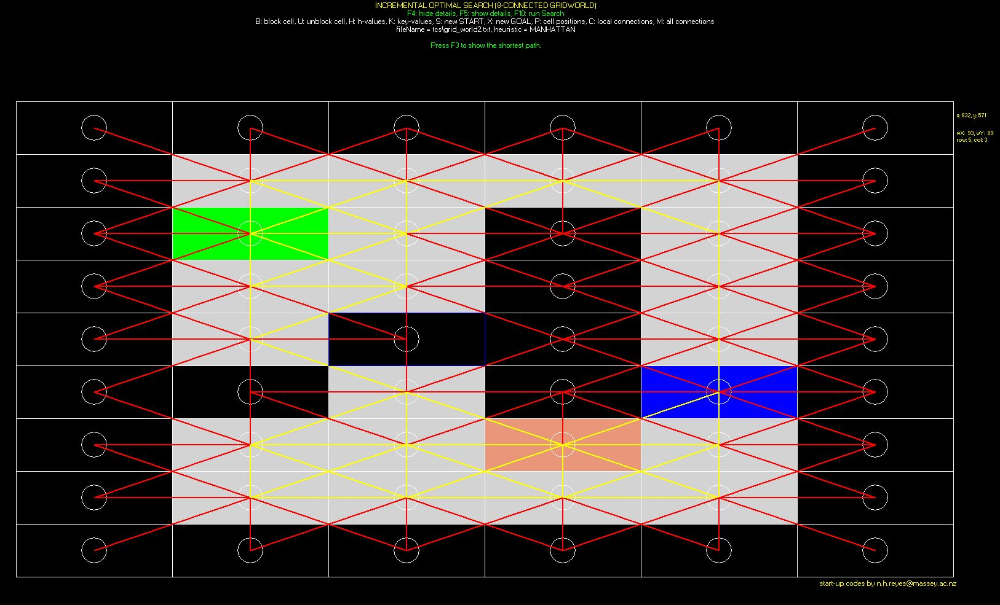 INCREMENTAL OPTIMAL SEARCH (8-CONNECTED GRIDWORLD)
F4: hide details, F5: show details, F10: run Search
B: block cell, U: unblock cell, H: h-values, K: key-values, S: new START, X: new GOAL, P: cell positions, C: local connections, M: all connections
fileName = tcs\grid_world2.txt, heuristic = MANHATTAN
Press F3 to show the shortest path.
x: 832, y: 571
wX: 93, wY: 89
row: 5, col: 3
start-up codes by n.h.reyes@massey.ac.nz